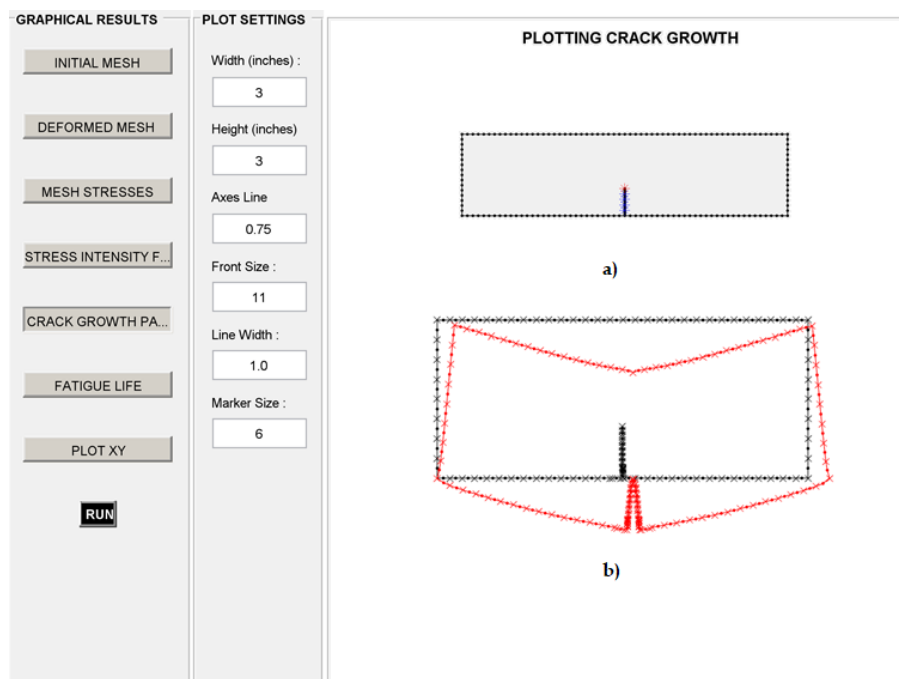 GRAPHICAL RESULTS
INITIAL MESH
DEFORMED MESH
MESH STRESSES
STRESS INTENSITY F...
CRACK GROWTH PA...
FATIGUE LIFE
PLOT XY
RUN
PLOT SETTINGS
Width (inches) :
3
Height (inches)
3
Axes Line
0.75
Front Size :
11
Line Width :
1.0
Marker Size :
6
PLOTTING CRACK GROWTH
a)
b)